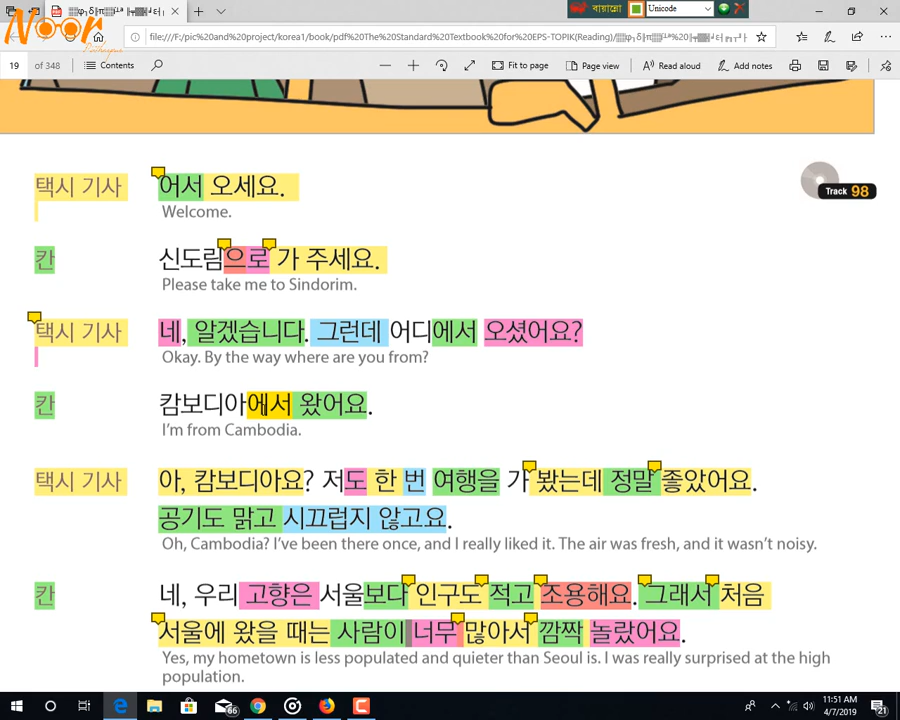 বায়ান্নো
Unicode
Noor
19 of 348
Contents
Fit to page
Page view
Read aloud
Add notes
Track 98
택시 기사 어서 오세요.
Welcome.
칸 신도림으로 가 주세요.
Please take me to Sindorim.
택시 기사 네, 알겠습니다. 그런데 어디에서 오셨어요?
Okay. By the way where are you from?
칸 캄보디아에서 왔어요.
I'm from Cambodia.
택시 기사 아, 캄보디아요? 저도 한 번 여행을 가 봤는데 정말 좋았어요.
공기도 맑고 시끄럽지 않고요.
Oh, Cambodia? I've been there once, and I really liked it. The air was fresh, and it wasn't noisy.
칸 네, 우리 고향은 서울보다 인구도 적고 조용해요. 그래서 처음
서울에 왔을 때는 사람이 너무 많아서 깜짝 놀랐어요.
Yes, my hometown is less populated and quieter than Seoul is. I was really surprised at the high
population.
66
11:51 AM
4/7/2019
21